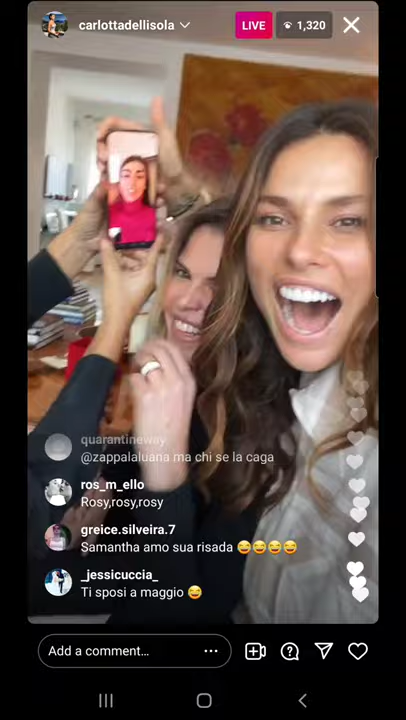 carlottadellisola
LIVE
1,320
quarantineway
@zappalaluana ma chi se la caga
ros_m_ello
Rosy,rosy,rosy
greice.silveira.7
Samantha amo sua risada 😂😂😂😂
_jessicuccia_
Ti sposi a maggio 😂
Add a comment...